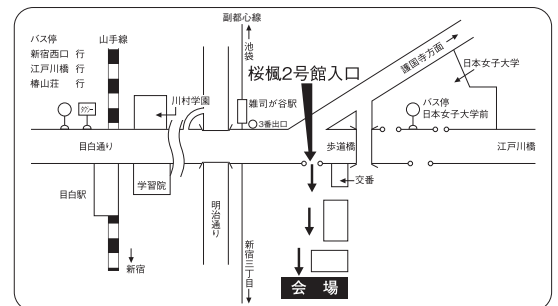 副都心線
池袋
バス停
新宿西口 行
江戸川橋 行
椿山荘 行
山手線
タクシー
川村学園
雑司が谷駅
3番出口
桜楓2号館入口
護国寺方面
日本女子大学
バス停
日本女子大学前
目白通り
歩道橋
江戸川橋
目白駅
学習院
明治通り
交番
新宿
新宿三丁目
会 場